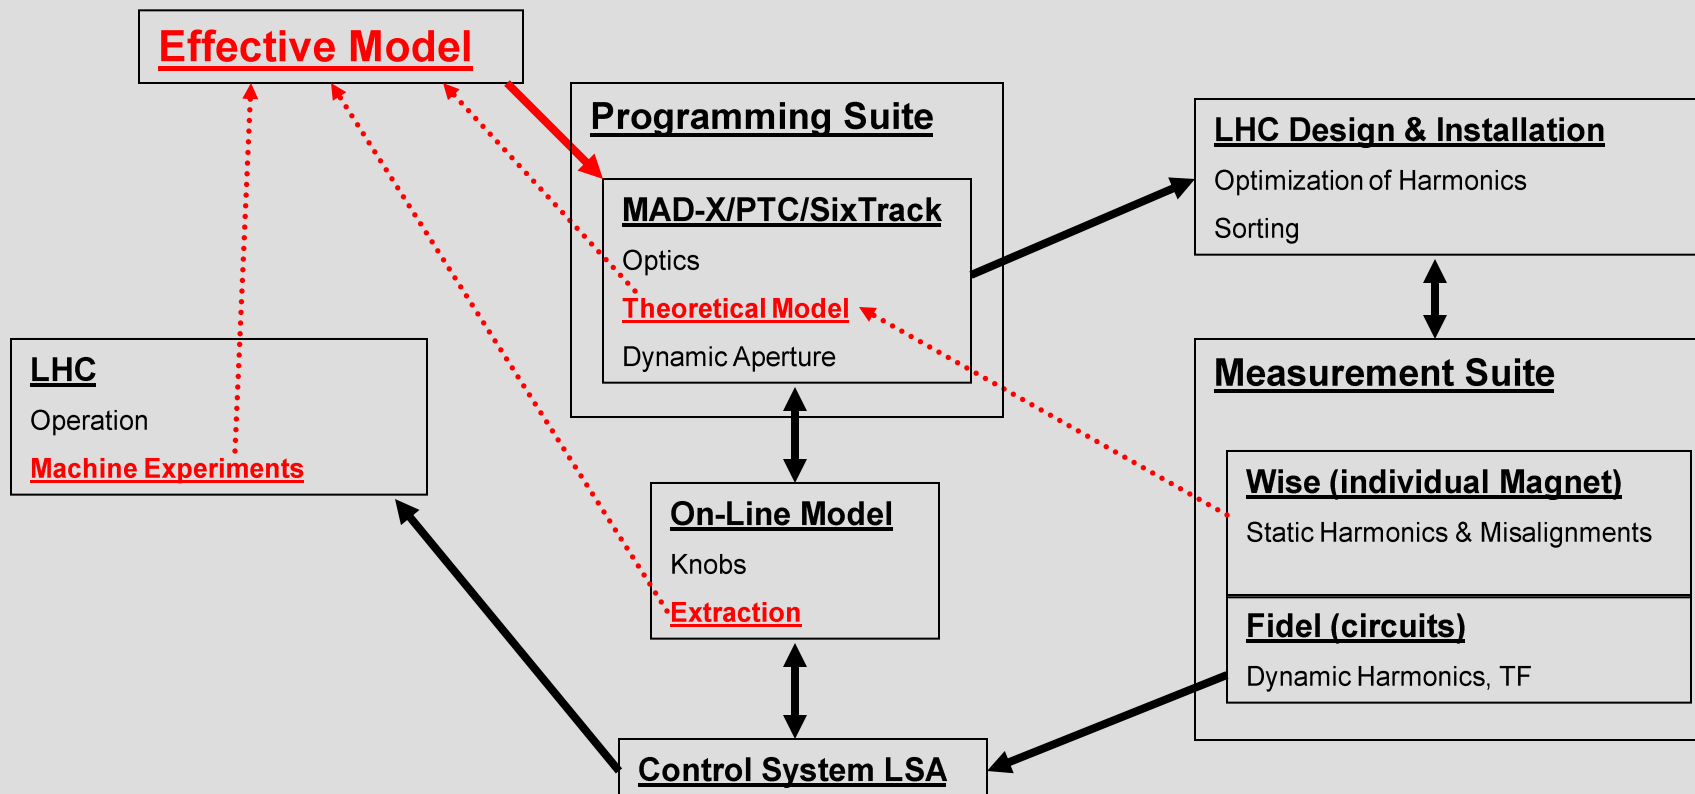 Effective Model
Programming Suite
MAD-X/PTC/SixTrack
Optics
Theoretical Model
Dynamic Aperture
LHC Design & Installation
Optimization of Harmonics
Sorting
LHC
Operation
Machine Experiments
On-Line Model
Knobs
Extraction
Measurement Suite
Wise (individual Magnet)
Static Harmonics & Misalignments
Fidel (circuits)
Dynamic Harmonics, TF
Control System LSA